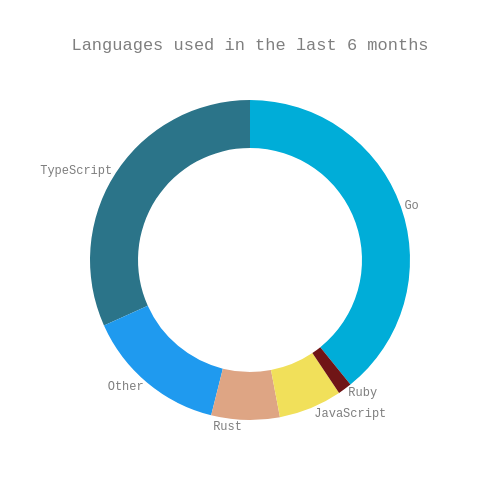 Languages used in the last 6 months
TypeScript
Go
Other
Ruby
JavaScript
Rust